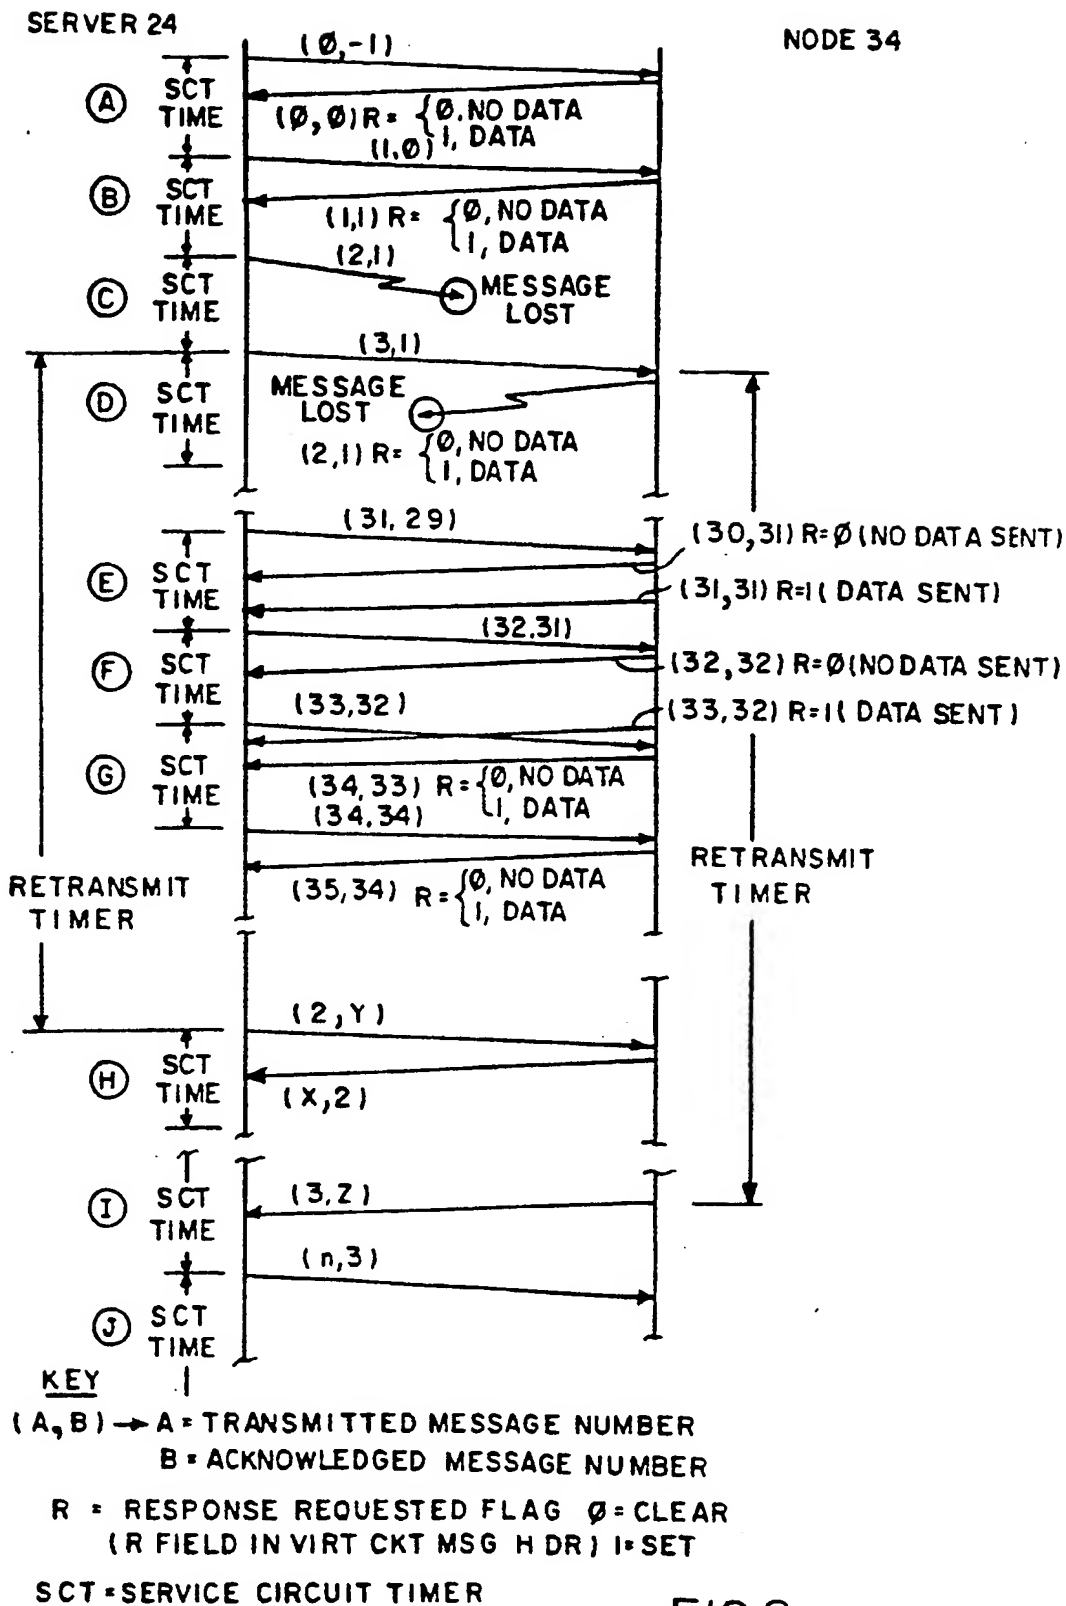 SERVER 24
NODE 34
(Ø,-1)
A
SCT
TIME
(Ø,Ø) R= { Ø, NO DATA
1, DATA
(1,Ø)
B
SCT
TIME
(1,1) R= { Ø, NO DATA
1, DATA
(2,1)
C
SCT
TIME
MESSAGE
LOST
(3,1)
D
SCT
TIME
MESSAGE
LOST
(2,1) R= { Ø, NO DATA
1, DATA
(31,29)
(30,31) R=Ø (NO DATA SENT)
E
SCT
TIME
(31,31) R=1 ( DATA SENT)
(32,31)
F
SCT
TIME
(32,32) R=Ø (NO DATA SENT)
(33,32)
(33,32) R=1 ( DATA SENT)
G
SCT
TIME
(34,33) R= { Ø, NO DATA
1, DATA
(34,34)
RETRANSMIT
TIMER
(35,34) R= { Ø, NO DATA
1, DATA
RETRANSMIT
TIMER
(2,Y)
H
SCT
TIME
(X,2)
I
SCT
TIME
(3,Z)
(n,3)
J
SCT
TIME
KEY
(A,B) → A = TRANSMITTED MESSAGE NUMBER
B = ACKNOWLEDGED MESSAGE NUMBER
R = RESPONSE REQUESTED FLAG Ø = CLEAR
(R FIELD IN VIRT CKT MSG HDR) 1 = SET
SCT = SERVICE CIRCUIT TIMER